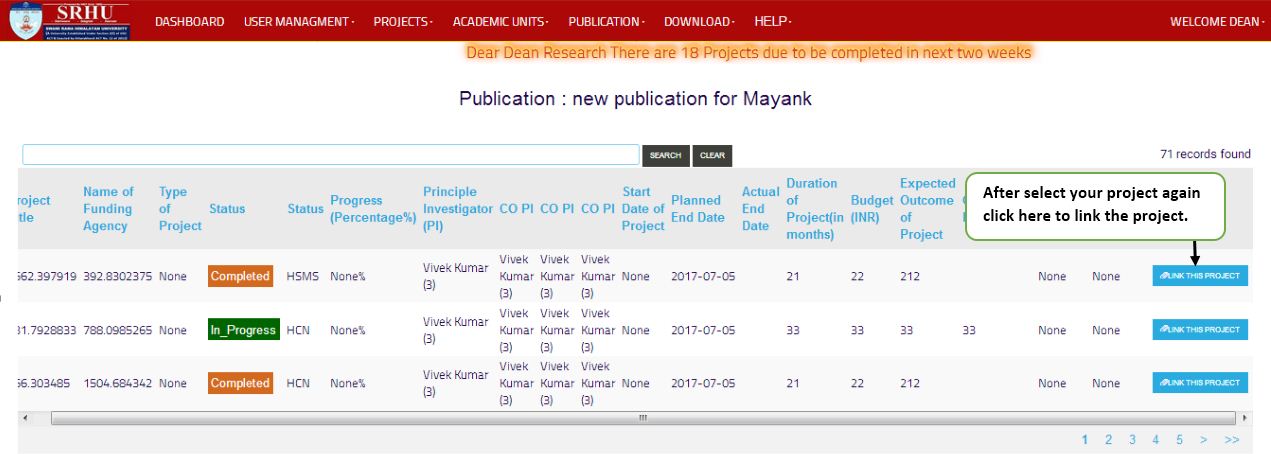 SRHU
SWAMI RAMA HIMALAYAN UNIVERSITY
DASHBOARD USER MANAGMENT PROJECTS ACADEMIC UNITS PUBLICATION DOWNLOAD HELP WELCOME DEAN
Dear Dean Research There are 18 Projects due to be completed in next two weeks
Publication : new publication for Mayank
SEARCH CLEAR 71 records found
roject
itle
Name of
Funding
Agency
Type
of
Project
Status
Status
Progress
(Percentage%)
Principle
Investigator
(PI)
CO PI CO PI CO PI
Start
Date of
Project
Planned
End Date
Actual
End
Date
Duration
of
Project(in
months)
Budget
(INR)
Expected
Outcome
of
Project
After select your project again
click here to link the project.
662.397919 392.8302375 None Completed HSMS None% Vivek Kumar (3) Vivek Kumar (3) Vivek Kumar (3) Vivek Kumar (3) None 2017-07-05 21 22 212 None None LINK THIS PROJECT
31.7928833 788.0985265 None In_Progress HCN None% Vivek Kumar (3) Vivek Kumar (3) Vivek Kumar (3) Vivek Kumar (3) None 2017-07-05 33 33 33 33 None None LINK THIS PROJECT
56.303485 1504.684342 None Completed HCN None% Vivek Kumar (3) Vivek Kumar (3) Vivek Kumar (3) Vivek Kumar (3) None 2017-07-05 21 22 212 None None LINK THIS PROJECT
1 2 3 4 5 > >>